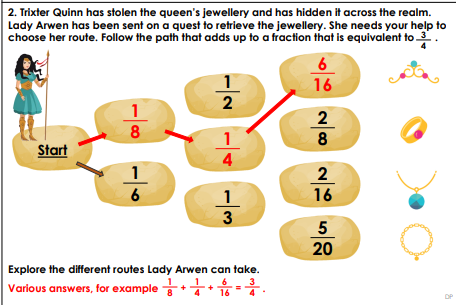 2. Trixter Quinn has stolen the queen's jewellery and has hidden it across the realm.
Lady Arwen has been sent on a quest to retrieve the jewellery. She needs your help to
choose her route. Follow the path that adds up to a fraction that is equivalent to 3/4 .
Start
1/8
1/6
1/2
1/4
1/3
6/16
2/8
2/16
5/20
Explore the different routes Lady Arwen can take.
Various answers, for example 1/8 + 1/4 + 6/16 = 3/4 .
DP